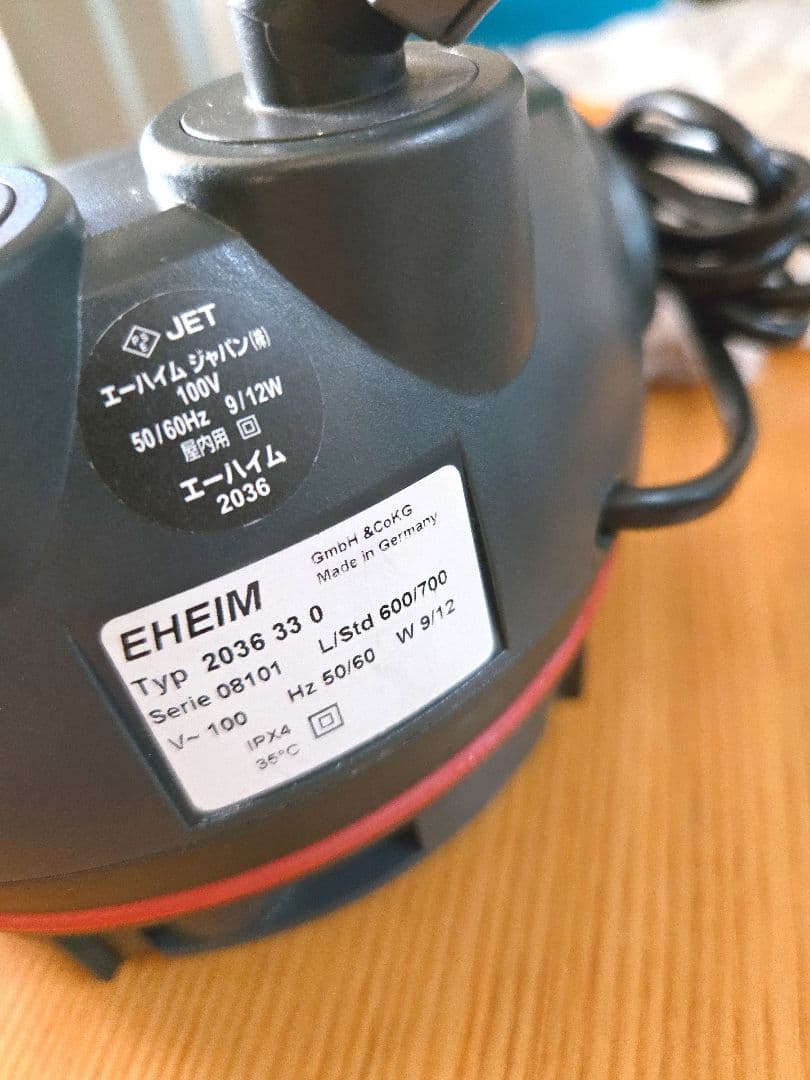 JET
エーハイム ジャパン(株)
100V
50/60Hz 9/12W
屋内用
エーハイム
2036
EHEIM GmbH &CoKG
Made in Germany
Typ 2036 33 0
Serie 08101 L/Std 600/700
V~ 100 Hz 50/60 W 9/12
IPX4
35°C